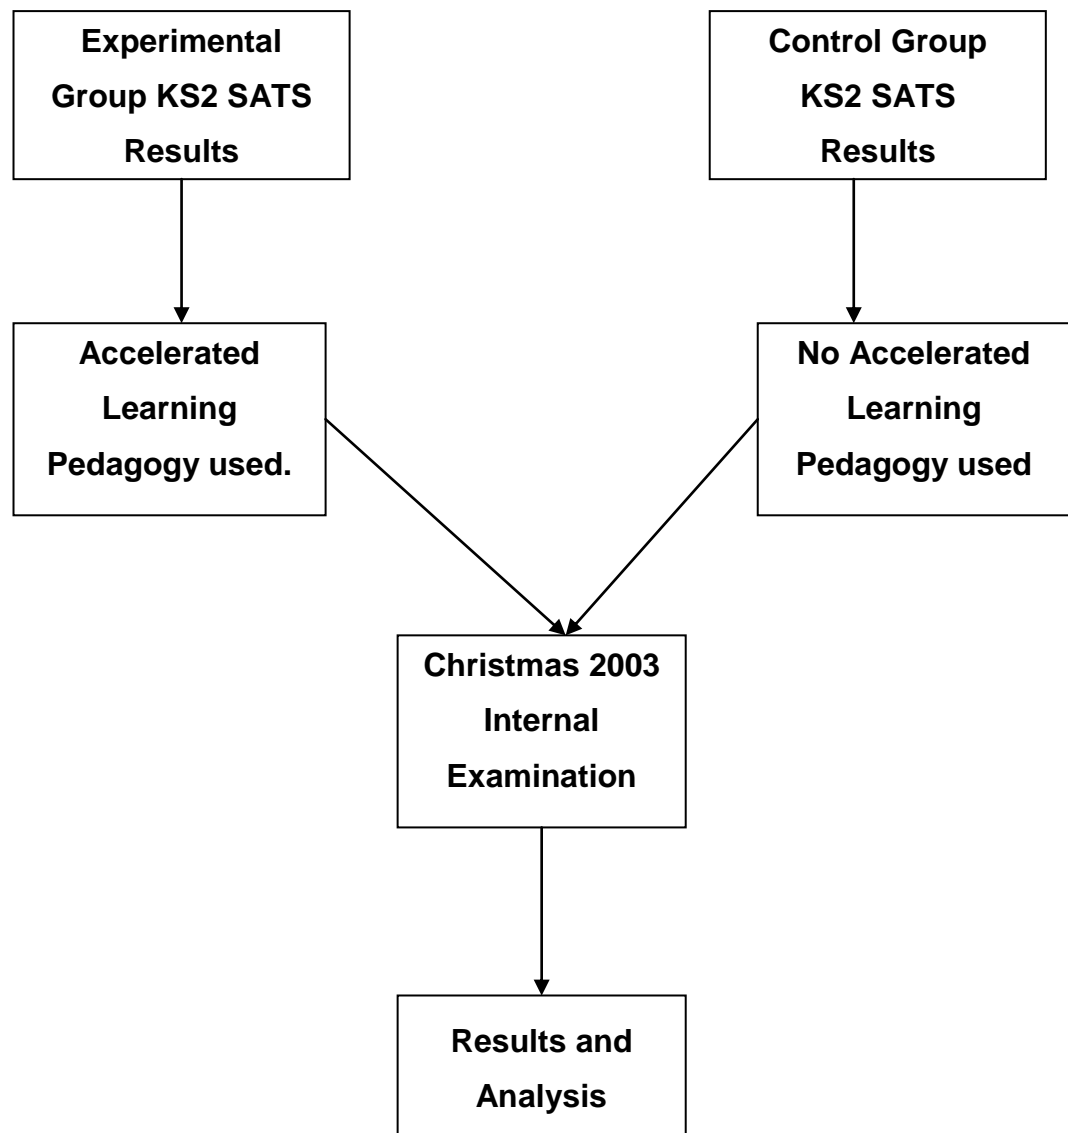 Experimental
Group KS2 SATS
Results
Control Group
KS2 SATS
Results
Accelerated
Learning
Pedagogy used.
No Accelerated
Learning
Pedagogy used
Christmas 2003
Internal
Examination
Results and
Analysis